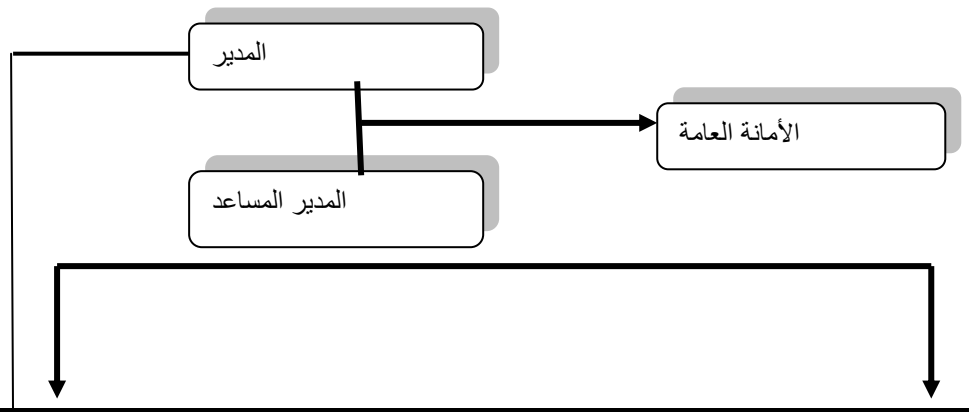 المدير
الأمانة العامة
المدير المساعد